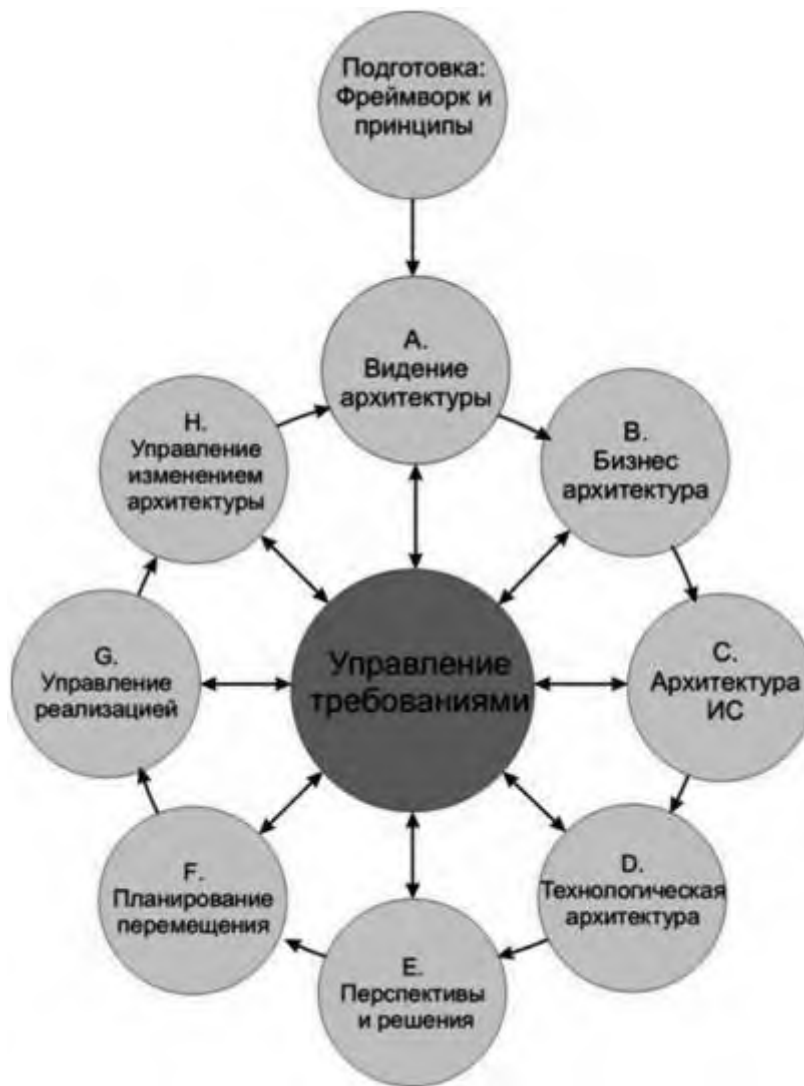 Подготовка:
Фреймворк и
принципы
A.
Видение
архитектуры
B.
Бизнес
архитектура
C.
Архитектура
ИС
D.
Технологическая
архитектура
E.
Перспективы
и решения
F.
Планирование
перемещения
G.
Управление
реализацией
H.
Управление
изменением
архитектуры
Управление
требованиями